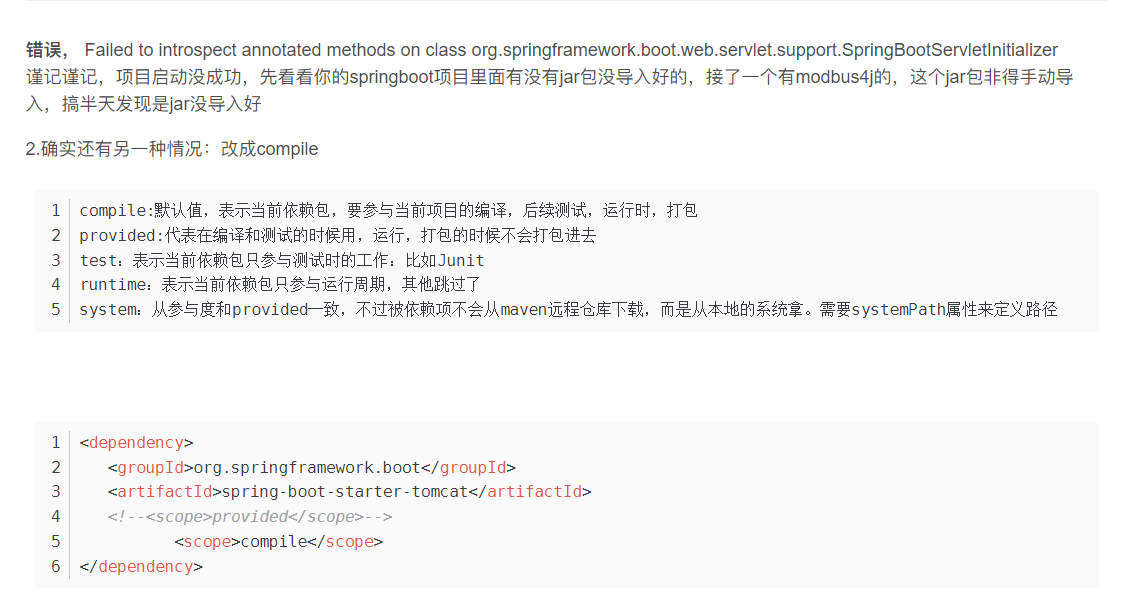 错误， Failed to introspect annotated methods on class org.springframework.boot.web.servlet.support.SpringBootServletInitializer
谨记谨记，项目启动没成功，先看看你的springboot项目里面有没有jar包没导入好的，接了一个有modbus4j的，这个jar包非得手动导
入，搞半天发现是jar没导入好
2.确实还有另一种情况：改成compile
1 compile:默认值，表示当前依赖包，要参与当前项目的编译，后续测试，运行时，打包
2 provided:代表在编译和测试的时候用，运行，打包的时候不会打包进去
3 test：表示当前依赖包只参与测试时的工作：比如Junit
4 runtime：表示当前依赖包只参与运行周期，其他跳过了
5 system：从参与度和provided一致，不过被依赖项不会从maven远程仓库下载，而是从本地的系统拿。需要systemPath属性来定义路径
1 <dependency>
2 <groupId>org.springframework.boot</groupId>
3 <artifactId>spring-boot-starter-tomcat</artifactId>
4 <!--<scope>provided</scope>-->
5 <scope>compile</scope>
6 </dependency>